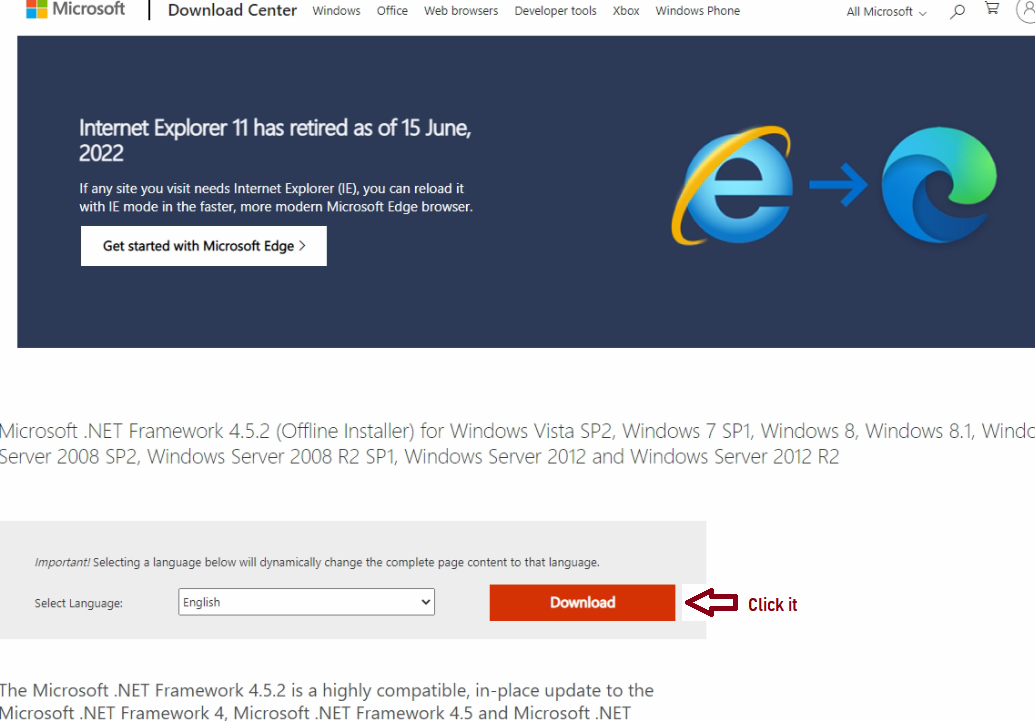 Microsoft Download Center Windows Office Web browsers Developer tools Xbox Windows Phone All Microsoft
Internet Explorer 11 has retired as of 15 June,
2022
If any site you visit needs Internet Explorer (IE), you can reload it
with IE mode in the faster, more modern Microsoft Edge browser.
Get started with Microsoft Edge >
Microsoft .NET Framework 4.5.2 (Offline Installer) for Windows Vista SP2, Windows 7 SP1, Windows 8, Windows 8.1, Windo
Server 2008 SP2, Windows Server 2008 R2 SP1, Windows Server 2012 and Windows Server 2012 R2
Important! Selecting a language below will dynamically change the complete page content to that language.
Select Language: English Download Click it
The Microsoft .NET Framework 4.5.2 is a highly compatible, in-place update to the
Microsoft .NET Framework 4, Microsoft .NET Framework 4.5 and Microsoft .NET